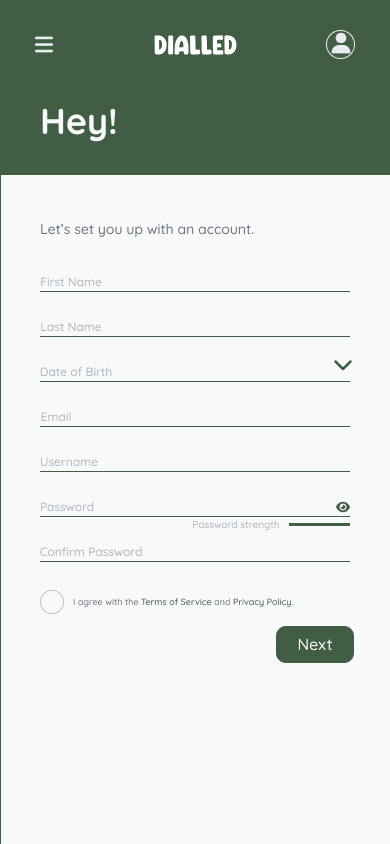 DIALLED
Hey!
Let's set you up with an account.
First Name
Last Name
Date of Birth
Email
Username
Password
Password strength
Confirm Password
I agree with the Terms of Service and Privacy Policy.
Next